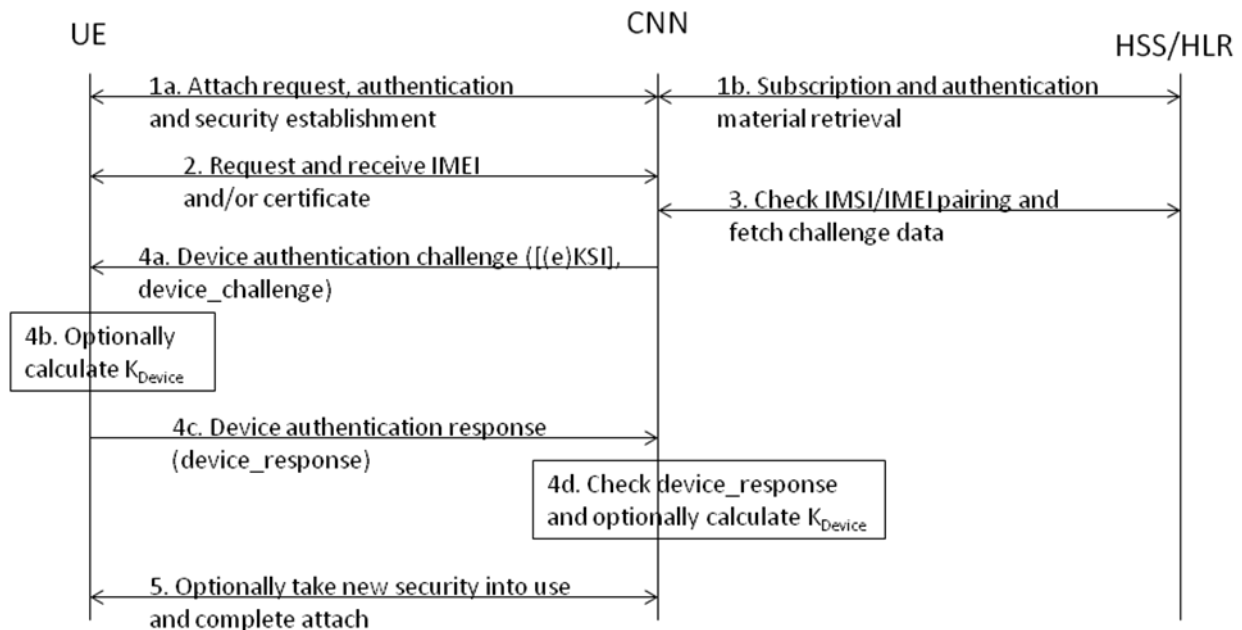 UE
CNN
HSS/HLR
1a. Attach request, authentication
and security establishment
1b. Subscription and authentication
material retrieval
2. Request and receive IMEI
and/or certificate
3. Check IMSI/IMEI pairing and
fetch challenge data
4a. Device authentication challenge ([(e)KSI],
device_challenge)
4b. Optionally
calculate KDevice
4c. Device authentication response
(device_response)
4d. Check device_response
and optionally calculate KDevice
5. Optionally take new security into use
and complete attach